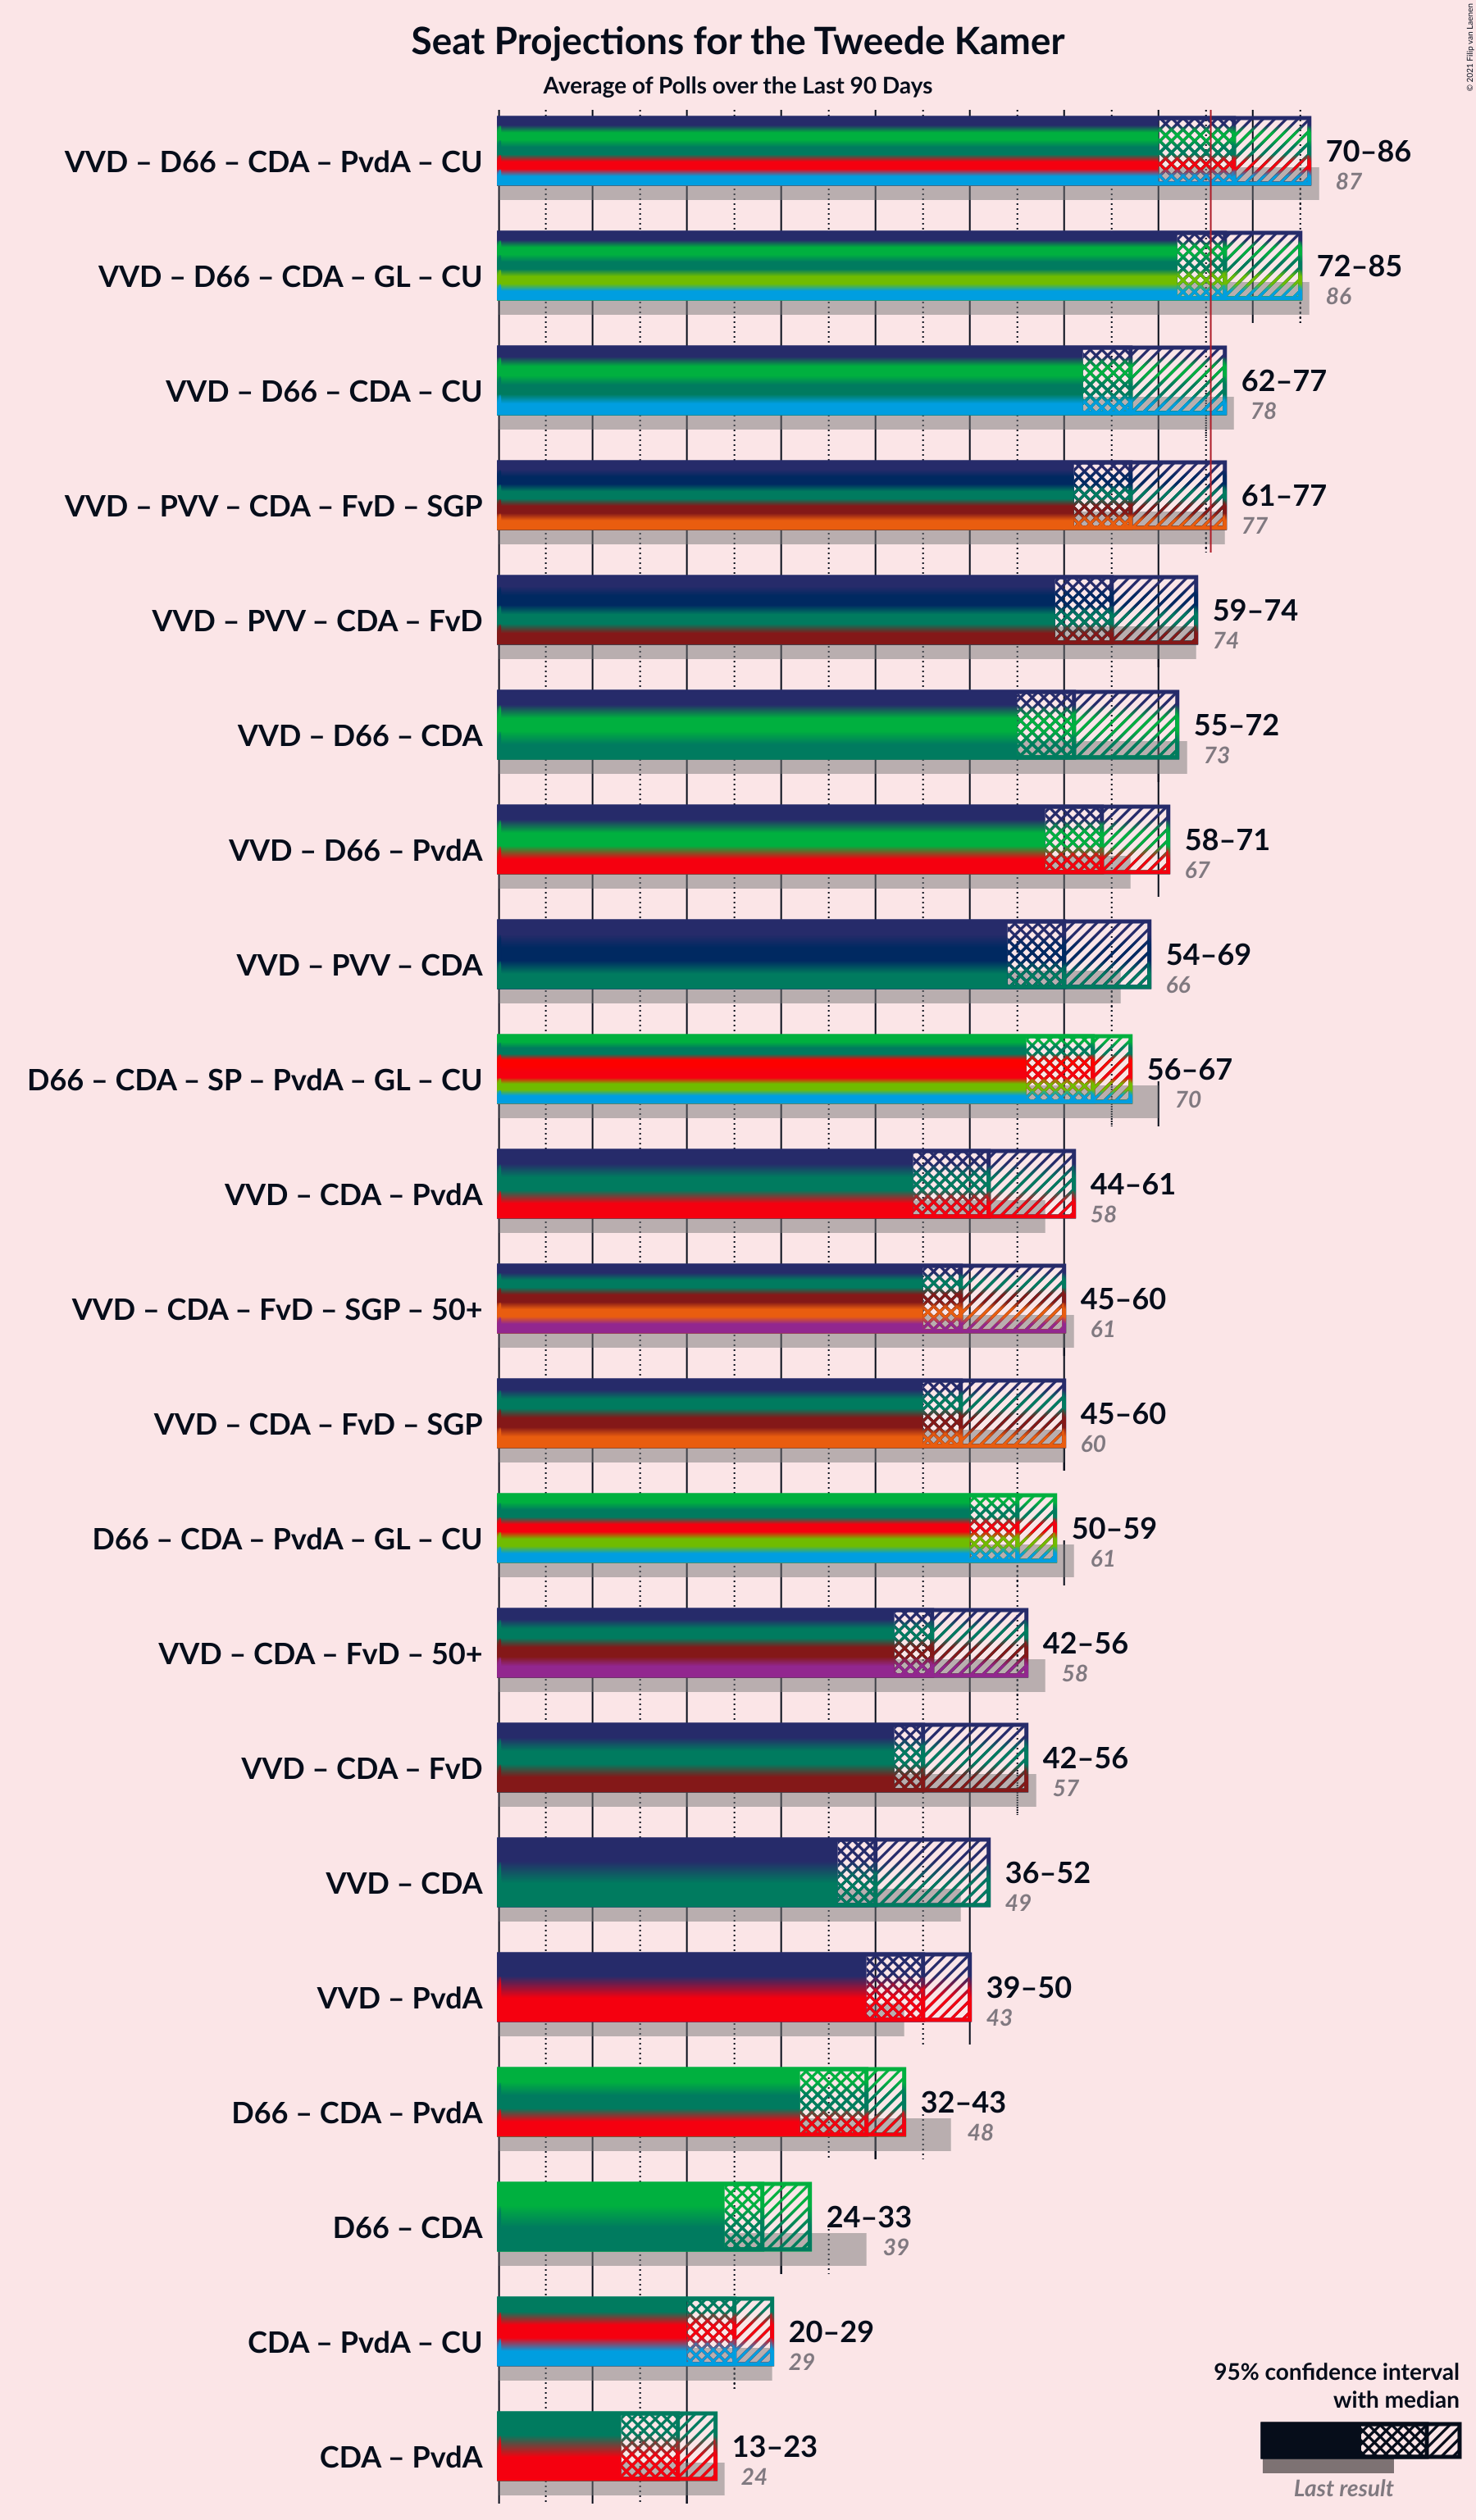 Seat Projections for the Tweede Kamer
Average of Polls over the Last 90 Days
© 2021 Filip van Laenen
VVD – D66 – CDA – PvdA – CU
70–86
87
VVD – D66 – CDA – GL – CU
72–85
86
VVD – D66 – CDA – CU
62–77
78
VVD – PVV – CDA – FvD – SGP
61–77
77
VVD – PVV – CDA – FvD
59–74
74
VVD – D66 – CDA
55–72
73
VVD – D66 – PvdA
58–71
67
VVD – PVV – CDA
54–69
66
D66 – CDA – SP – PvdA – GL – CU
56–67
70
VVD – CDA – PvdA
44–61
58
VVD – CDA – FvD – SGP – 50+
45–60
61
VVD – CDA – FvD – SGP
45–60
60
D66 – CDA – PvdA – GL – CU
50–59
61
VVD – CDA – FvD – 50+
42–56
58
VVD – CDA – FvD
42–56
57
VVD – CDA
36–52
49
VVD – PvdA
39–50
43
D66 – CDA – PvdA
32–43
48
D66 – CDA
24–33
39
CDA – PvdA – CU
20–29
29
CDA – PvdA
13–23
24
95% confidence interval
with median
Last result